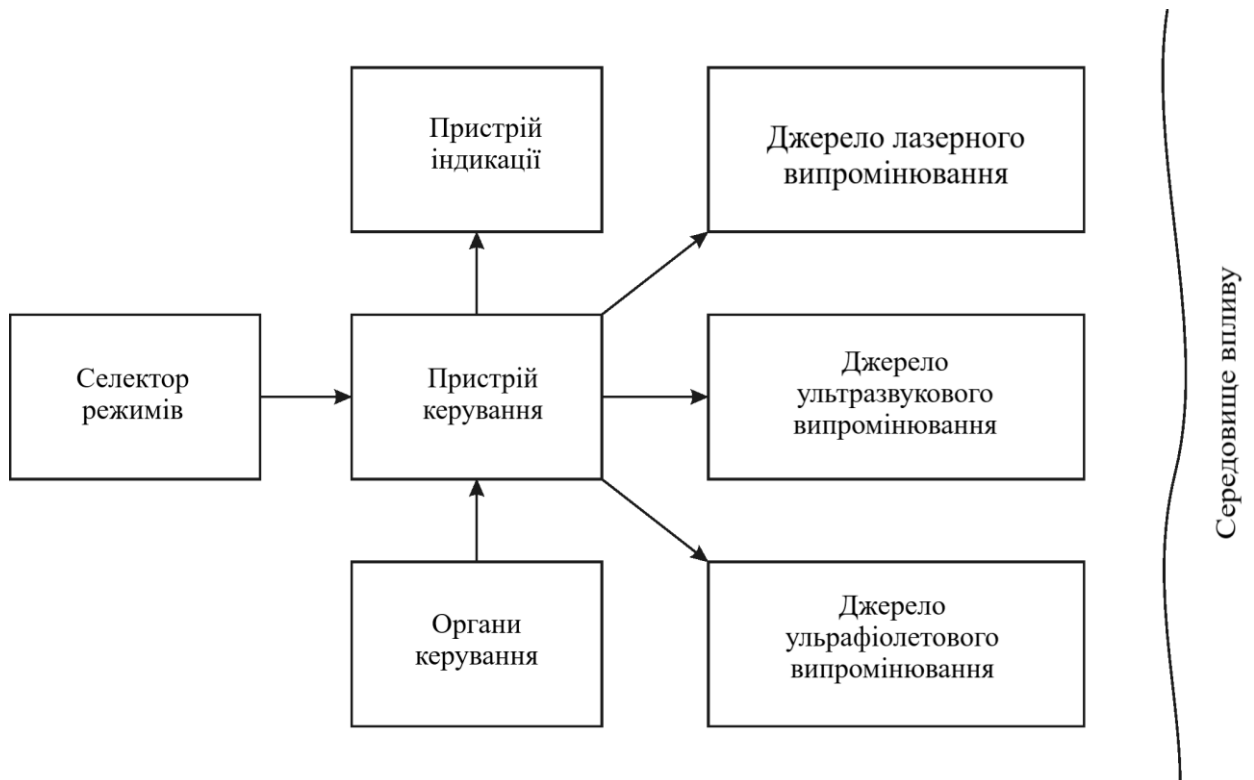 Пристрій
індикації
Джерело лазерного
випромінювання
Селектор
режимів
Пристрій
керування
Джерело
ультразвукового
випромінювання
Органи
керування
Джерело
ульрафіолетового
випромінювання
Середовище впливу